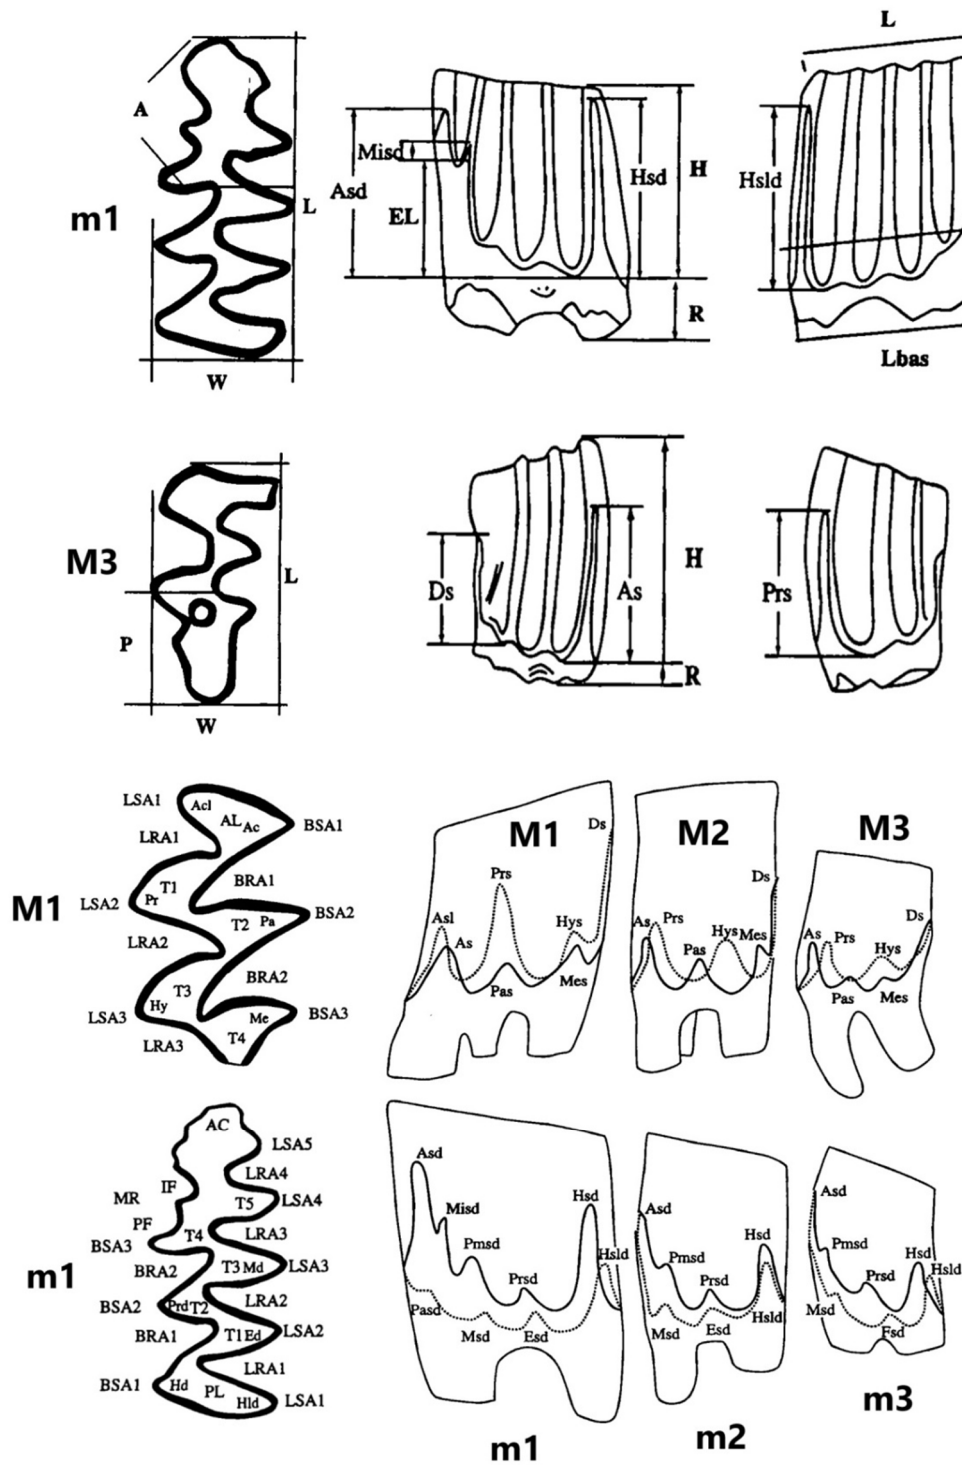 L
A
Misd
Asd
EL
Hsd
H
Hsld
m1
L
R
W
Lbas
M3
L
Ds
As
H
Prs
P
R
W
LSA1
Acl
AL
Ac
BSA1
LRA1
M1
T1
BRA1
LSA2
Pr
T2
Pa
BSA2
LRA2
T3
BRA2
LSA3
Hy
Me
BSA3
LRA3
T4
M1
M2
M3
Ds
Prs
Asl
As
Hys
Pas
Mes
Ds
As
Prs
Pas
Hys
Mes
Ds
As
Prs
Hys
Pas
Mes
AC
LSA5
IF
LRA4
MR
T5
LSA4
PF
T4
LRA3
BSA3
BRA2
T3
Md
LSA3
m1
BSA2
Prd
T2
LRA2
BRA1
T1
Ed
LSA2
LRA1
BSA1
Hd
PL
Hld
LSA1
Asd
Misd
Hsd
Pmsd
Hsld
Prsd
Pasd
Msd
Esd
Asd
Pmsd
Hsd
Prsd
Msd
Esd
Hsld
Asd
Pmsd
Hsd
Hsld
Prsd
Msd
Fsd
m1
m2
m3